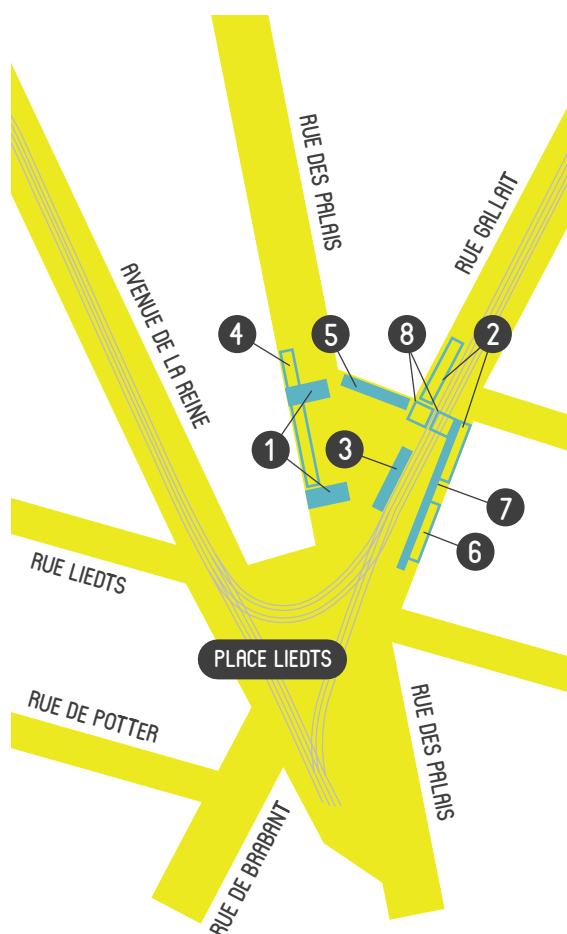 RUE DES PALAIS
RUE GALLAIT
AVENUE DE LA REINE
4
5
8
2
1
3
7
6
RUE LIEDTS
PLACE LIEDTS
RUE DE POTTER
RUE DES PALAIS
RUE DE BRABANT